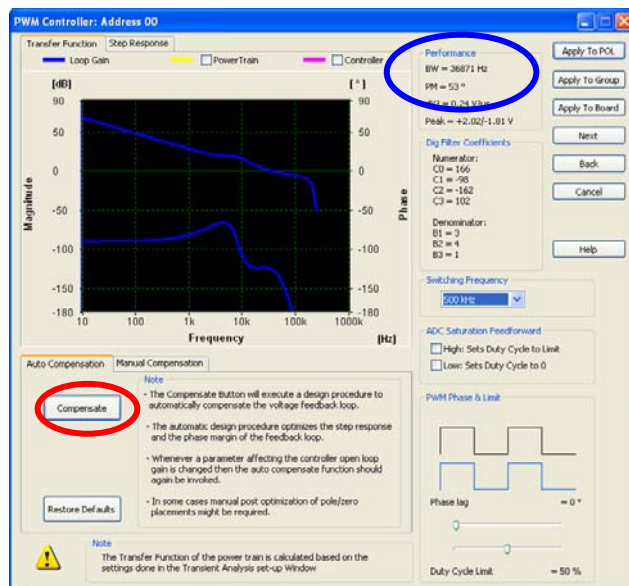 PWM Controller: Address 00
Transfer Function Step Response
Loop Gain PowerTrain Controller
[dB] [°]
90 90
50 50
0 0
-50 -50
-100 -100
-150 -150
-180 -180
10 100 1k 10k 100k 1000k
Magnitude
Phase
Frequency [Hz]
Auto Compensation Manual Compensation
Compensate
Restore Defaults
Note
- The Compensate Button will execute a design procedure to
automatically compensate the voltage feedback loop.
- The automatic design procedure optimizes the step response
and the phase margin of the feedback loop.
- Whenever a parameter affecting the controller open loop
gain is changed then the auto compensate function should
again be invoked.
- In some cases manual post optimization of pole/zero
placements might be required.
Note
The Transfer Function of the power train is calculated based on the
settings done in the Transient Analysis set-up Window
Performance
BW = 36871 Hz
PM = 53 °
= 0.24 V*us
Peak = +2.02/-1.81 V
Dig Filter Coefficients
Numerator:
C0 = 166
C1 = -98
C2 = -162
C3 = 102
Denominator:
B1 = 3
B2 = 4
B3 = 1
Switching Frequency
500 kHz
ADC Saturation Feedforward
High: Sets Duty Cycle to Limit
Low: Sets Duty Cycle to 0
PWM Phase & Limit
Phase lag = 0 °
Duty Cycle Limit = 50 %
Apply To POL
Apply To Group
Apply To Board
Next
Back
Cancel
Help